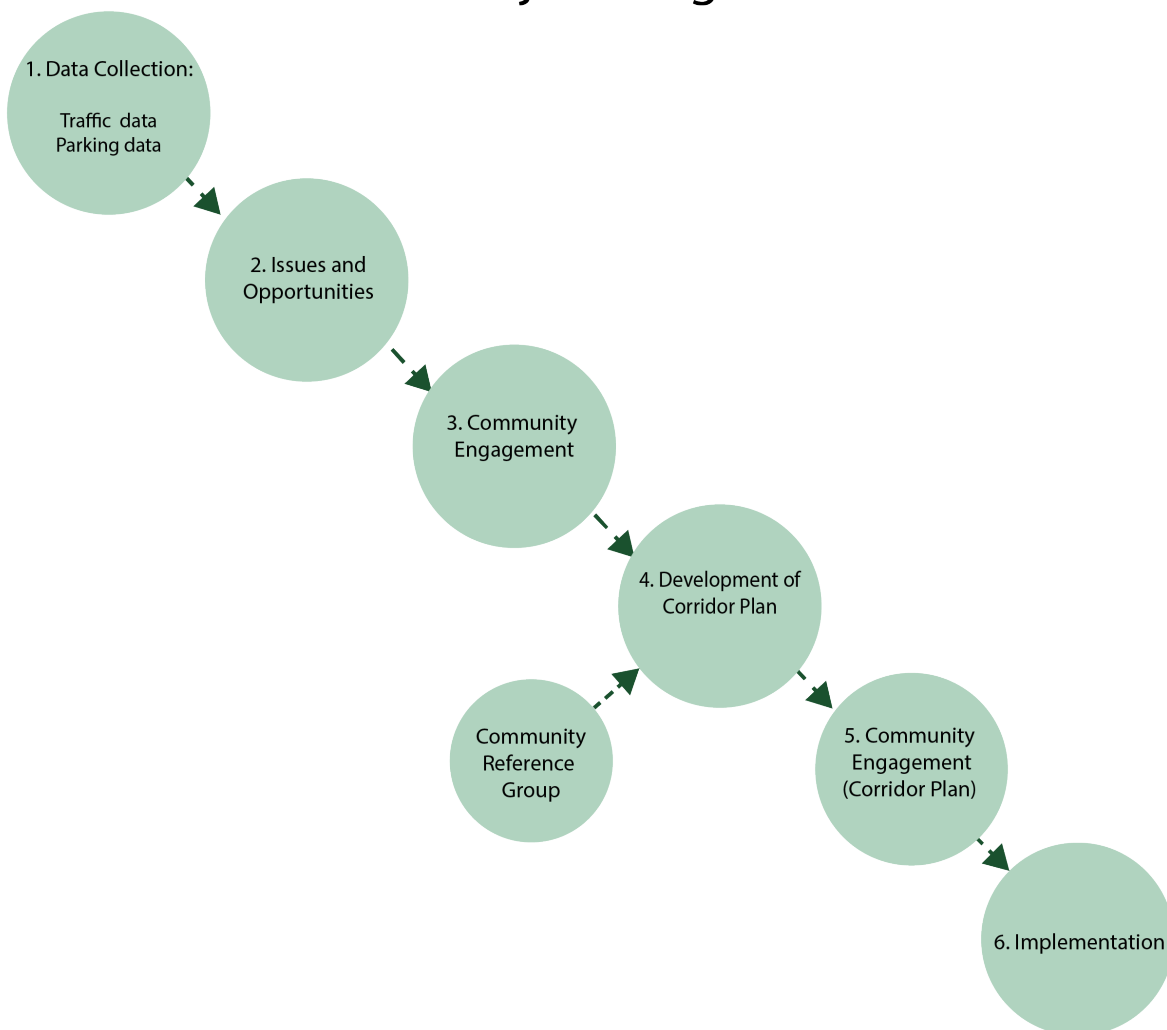 1. Data Collection:
Traffic data
Parking data
2. Issues and
Opportunities
3. Community
Engagement
4. Development of
Corridor Plan
Community
Reference
Group
5. Community
Engagement
(Corridor Plan)
6. Implementation